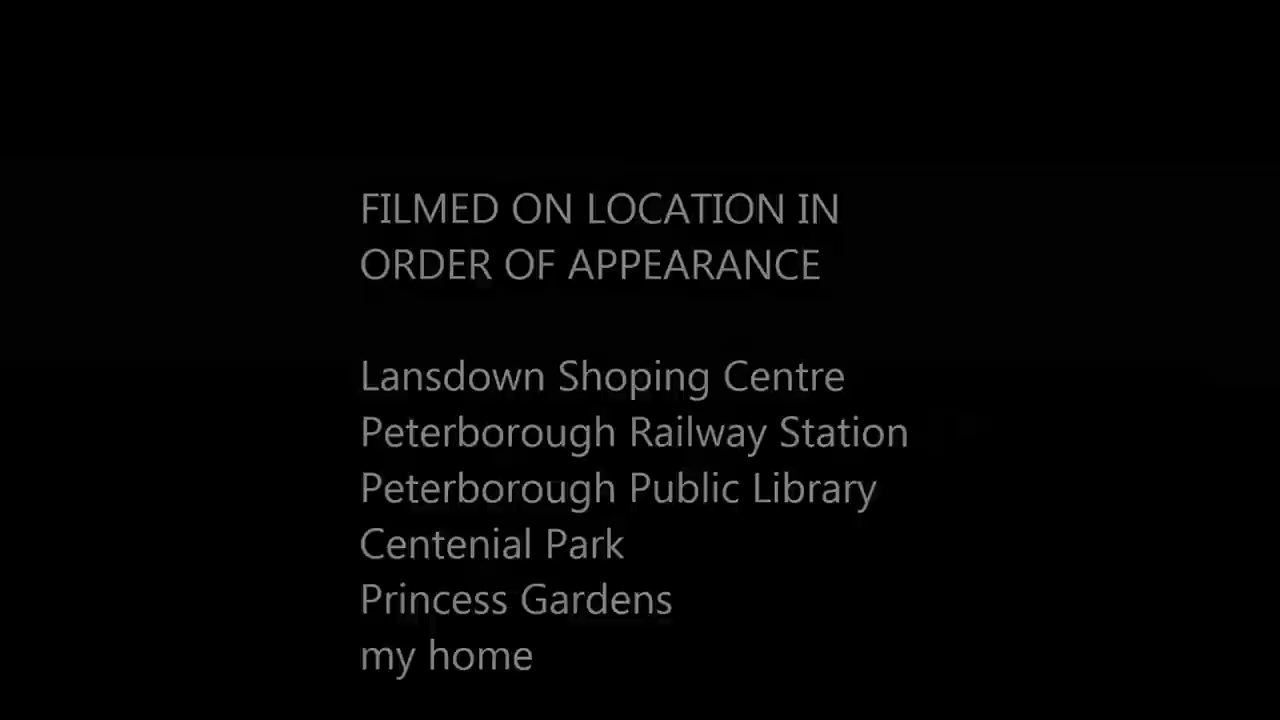 FILMED ON LOCATION IN
ORDER OF APPEARANCE
Lansdown Shoping Centre
Peterborough Railway Station
Peterborough Public Library
Centenial Park
Princess Gardens
my home